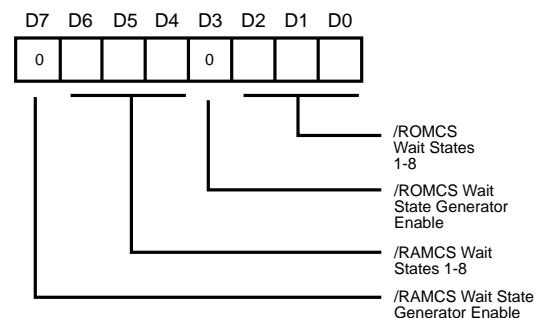 D7 D6 D5 D4 D3 D2 D1 D0
0 0
/ROMCS
Wait States
1-8
/ROMCS Wait
State Generator
Enable
/RAMCS Wait
States 1-8
/RAMCS Wait State
Generator Enable